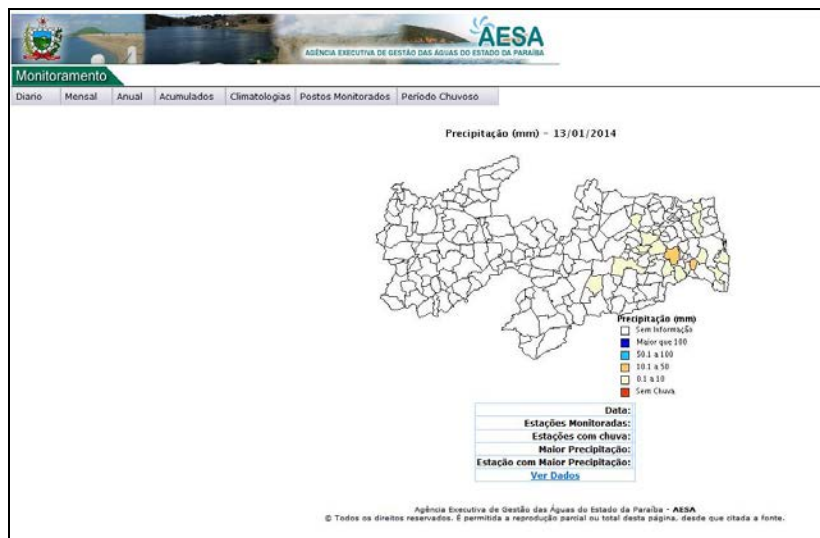 AESA
AGÊNCIA EXECUTIVA DE GESTÃO DAS ÁGUAS DO ESTADO DA PARAÍBA
Monitoramento
Diario Mensal Anual Acumulados Climatologias Postos Monitorados Período Chuvoso
Precipitação (mm) - 13/01/2014
Precipitação (mm)
Sem Informação
Maior que 100
50.1 a 100
10.1 a 50
0.1 a 10
Sem Chuva
Data:
Estações Monitoradas:
Estações com chuva:
Maior Precipitação:
Estação com Maior Precipitação:
Ver Dados
Agência Executiva de Gestão das Águas do Estado da Paraíba - AESA
© Todos os direitos reservados. É permitida a reprodução parcial ou total desta página, desde que citada a fonte.